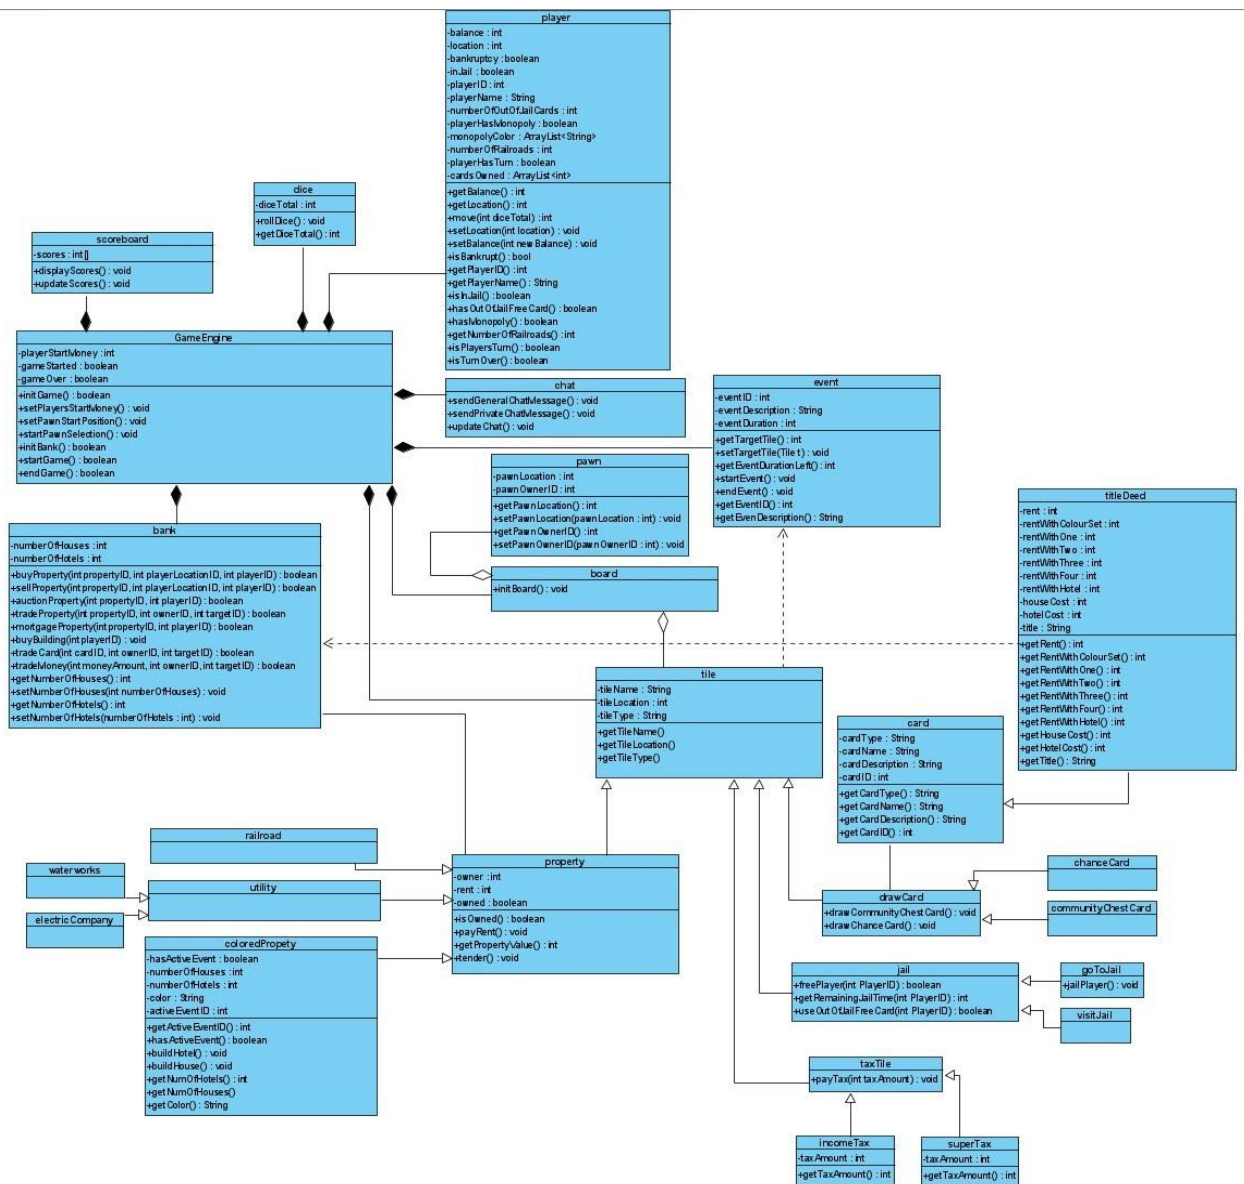 player
-balance : int
-location : int
-bankruptcy : boolean
-inJail : boolean
-playerID : int
-playerName : String
-numberOfOutOfJailCards : int
-playerHasMonopoly : boolean
-monopolyColor : ArrayList<String>
-numberOfRailroads : int
-playerHasTurn : boolean
-cardsOwned : ArrayList<int>
+getBalance() : int
+getLocation() : int
+move(int diceTotal) : int
+setLocation(int location) : void
+setBalance(int newBalance) : void
+isBankrupt() : bool
+getPlayerID() : int
+getPlayerName() : String
+isInJail() : boolean
+hasOutOfJailFreeCard() : boolean
+hasMonopoly() : boolean
+getNumberOfRailroads() : int
+isPlayersTurn() : boolean
+isTurnOver() : boolean
dice
-diceTotal : int
+rollDice() : void
+getDiceTotal() : int
scoreboard
-scores : int[]
+displayScores() : void
+updateScores() : void
GameEngine
-playerStartMoney : int
-gameStarted : boolean
-gameOver : boolean
+initGame() : boolean
+setPlayersStartMoney() : void
+setPawnStartPosition() : void
+startPawnSelection() : void
+initBank() : boolean
+startGame() : boolean
+endGame() : boolean
chat
+sendGeneralChatMessage() : void
+sendPrivateChatMessage() : void
+updateChat() : void
event
-eventID : int
-eventDescription : String
-eventDuration : int
+getTargetTile() : int
+setTargetTile(Tile t) : void
+getEventDurationLeft() : int
+startEvent() : void
+endEvent() : void
+getEventID() : int
+getEvenDescription() : String
pawn
-pawnLocation : int
-pawnOwnerID : int
+getPawnLocation() : int
+setPawnLocation(pawnLocation : int) : void
+getPawnOwnerID() : int
+setPawnOwnerID(pawnOwnerID : int) : void
board
+initBoard() : void
bank
-numberOfHouses : int
-numberOfHotels : int
+buyProperty(int propertyID, int playerLocationID, int playerID) : boolean
+sellProperty(int propertyID, int playerLocationID, int playerID) : boolean
+auctionProperty(int propertyID, int playerID) : boolean
+tradeProperty(int propertyID, int ownerID, int targetID) : boolean
+mortgageProperty(int propertyID, int playerID) : boolean
+buyBuilding(int playerID) : void
+tradeCard(int cardID, int ownerID, int targetID) : boolean
+tradeMoney(int moneyAmount, int ownerID, int targetID) : boolean
+getNumberOfHouses() : int
+setNumberOfHouses(int numberOfHouses) : void
+getNumberOfHotels() : int
+setNumberOfHotels(numberOfHotels : int) : void
titleDeed
-rent : int
-rentWithColourSet : int
-rentWithOne : int
-rentWithTwo : int
-rentWithThree : int
-rentWithFour : int
-rentWithHotel : int
-houseCost : int
-hotelCost : int
-title : String
+getRent() : int
+getRentWithColourSet() : int
+getRentWithOne() : int
+getRentWithTwo() : int
+getRentWithThree() : int
+getRentWithFour() : int
+getRentWithHotel() : int
+getHouseCost() : int
+getHotelCost() : int
+getTitle() : String
tile
-tileName : String
-tileLocation : int
-tileType : String
+getTileName()
+getTileLocation()
+getTileType()
card
-cardType : String
-cardName : String
-cardDescription : String
-cardID : int
+getCardType() : String
+getCardName() : String
+getCardDescription() : String
+getCardID() : int
railroad
waterworks
utility
electricCompany
property
-owner : int
-rent : int
-owned : boolean
+isOwned() : boolean
+payRent() : void
+getPropertyValue() : int
+tender() : void
coloredPropety
-hasActiveEvent : boolean
-numberOfHouses : int
-numberOfHotels : int
-color : String
-activeEventID : int
+getActiveEventID() : int
+hasActiveEvent() : boolean
+buildHotel() : void
+buildHouse() : void
+getNumOfHotels() : int
+getNumOfHouses()
+getColor() : String
chanceCard
drawCard
+drawCommunityChestCard() : void
+drawChanceCard() : void
communityChestCard
jail
+freePlayer(int PlayerID) : boolean
+getRemainingJailTime(int PlayerID) : int
+useOutOfJailFreeCard(int PlayerID) : boolean
goToJail
+jailPlayer() : void
visitJail
taxTile
+payTax(int taxAmount) : void
incomeTax
-taxAmount : int
+getTaxAmount() : int
superTax
-taxAmount : int
+getTaxAmount() : int